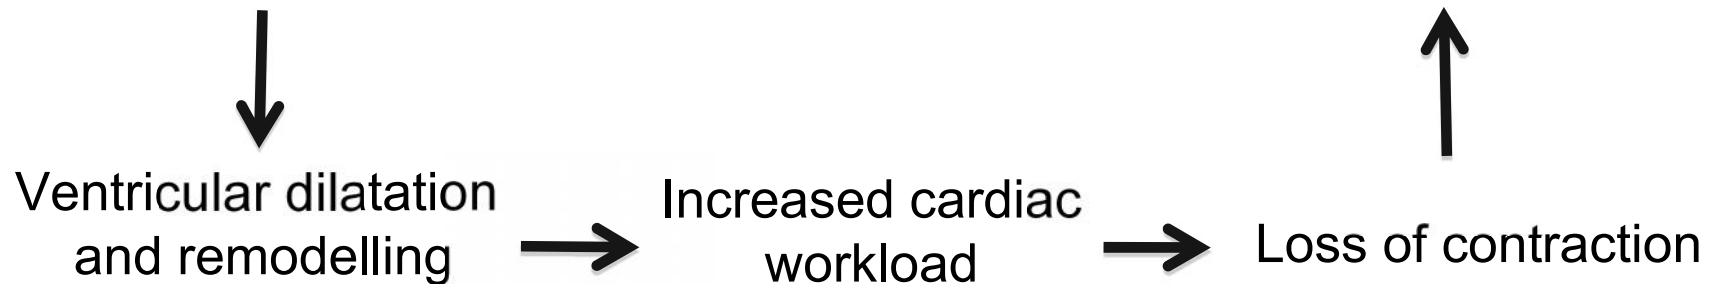 Ventricular dilatation
and remodelling
Increased cardiac
workload
Loss of contraction